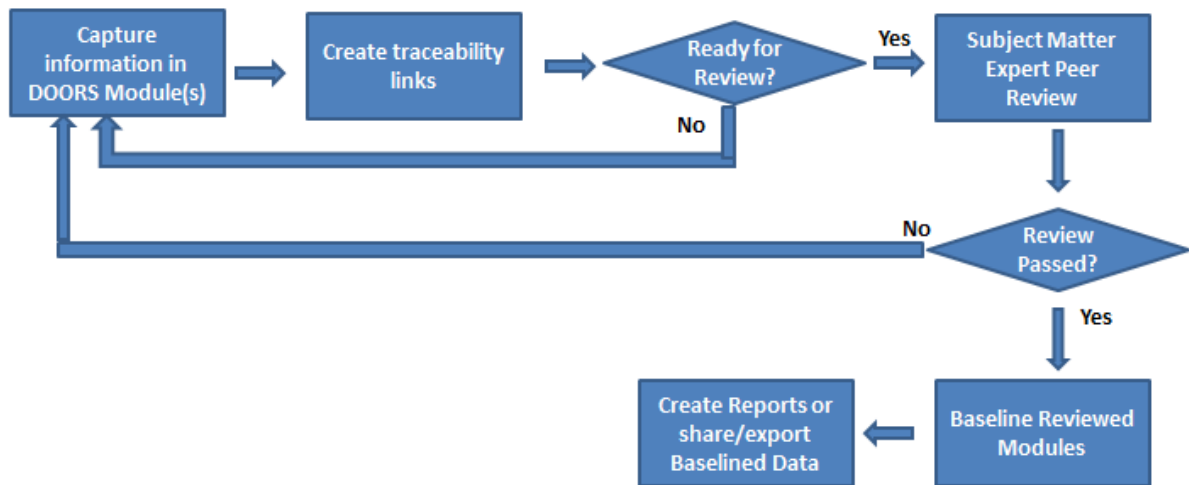 Capture
information in
DOORS Module(s)
Create traceability
links
Ready for
Review?
Yes
Subject Matter
Expert Peer
Review
No
No
Review
Passed?
Yes
Create Reports or
share/export
Baselined Data
Baseline Reviewed
Modules